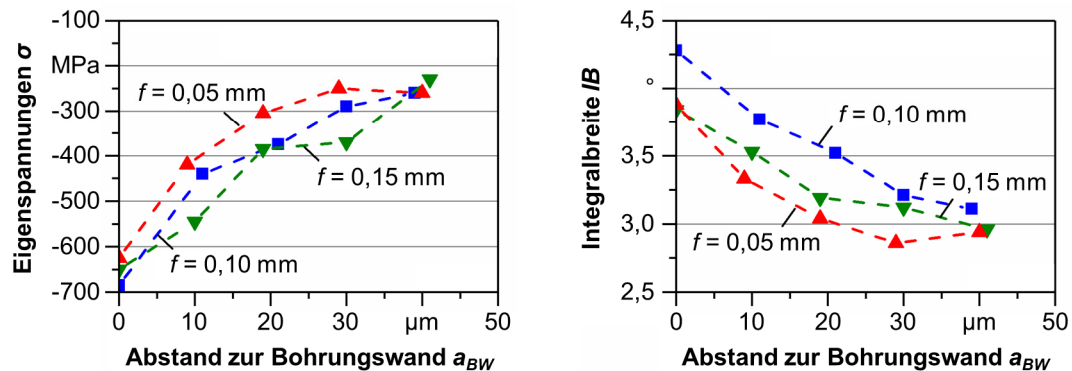 -100
MPa
-300
-400
-500
-600
-700
Eigenspannungen σ
f = 0,05 mm
f = 0,15 mm
f = 0,10 mm
0
10
20
30
µm
50
Abstand zur Bohrungswand aBW
4,5
°
3,5
3,0
2,5
Integralbreite IB
f = 0,10 mm
f = 0,15 mm
f = 0,05 mm
0
10
20
30
µm
50
Abstand zur Bohrungswand aBW